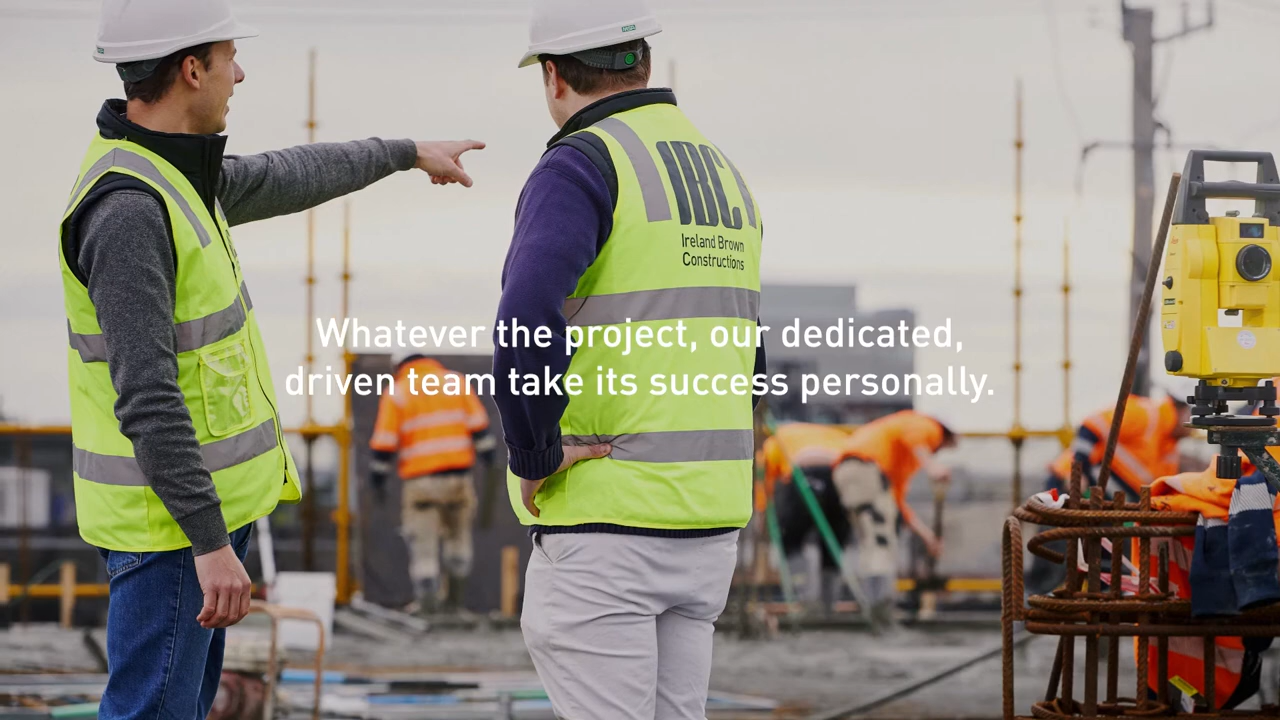 IBC
Ireland Brown
Constructions
Whatever the project, our dedicated,
driven team take its success personally.